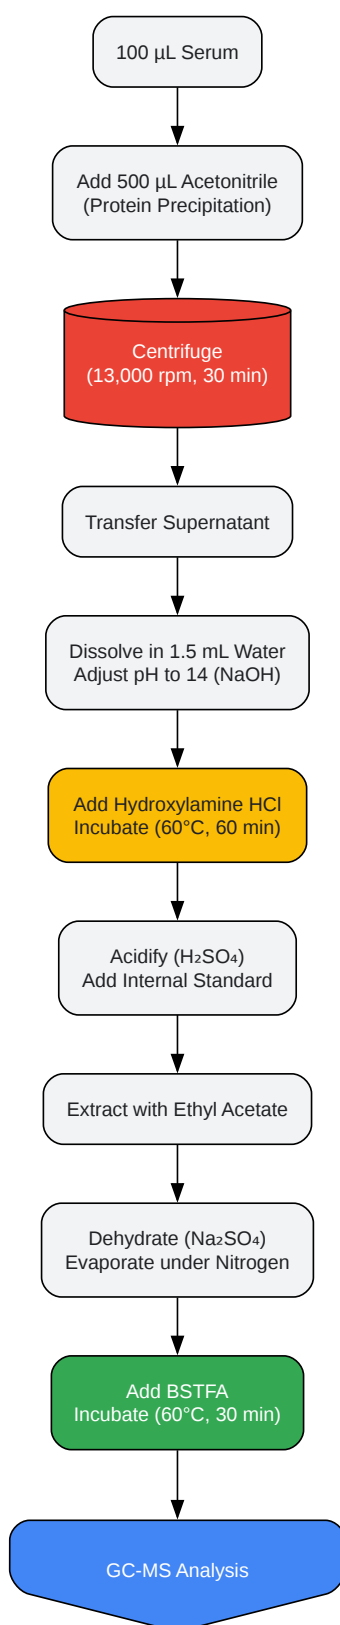 100 µL Serum
Add 500 µL Acetonitrile
(Protein Precipitation)
Centrifuge
(13,000 rpm, 30 min)
Transfer Supernatant
Dissolve in 1.5 mL Water
Adjust pH to 14 (NaOH)
Add Hydroxylamine HCl
Incubate (60°C, 60 min)
Acidify (H₂SO₄)
Add Internal Standard
Extract with Ethyl Acetate
Dehydrate (Na₂SO₄)
Evaporate under Nitrogen
Add BSTFA
Incubate (60°C, 30 min)
GC-MS Analysis